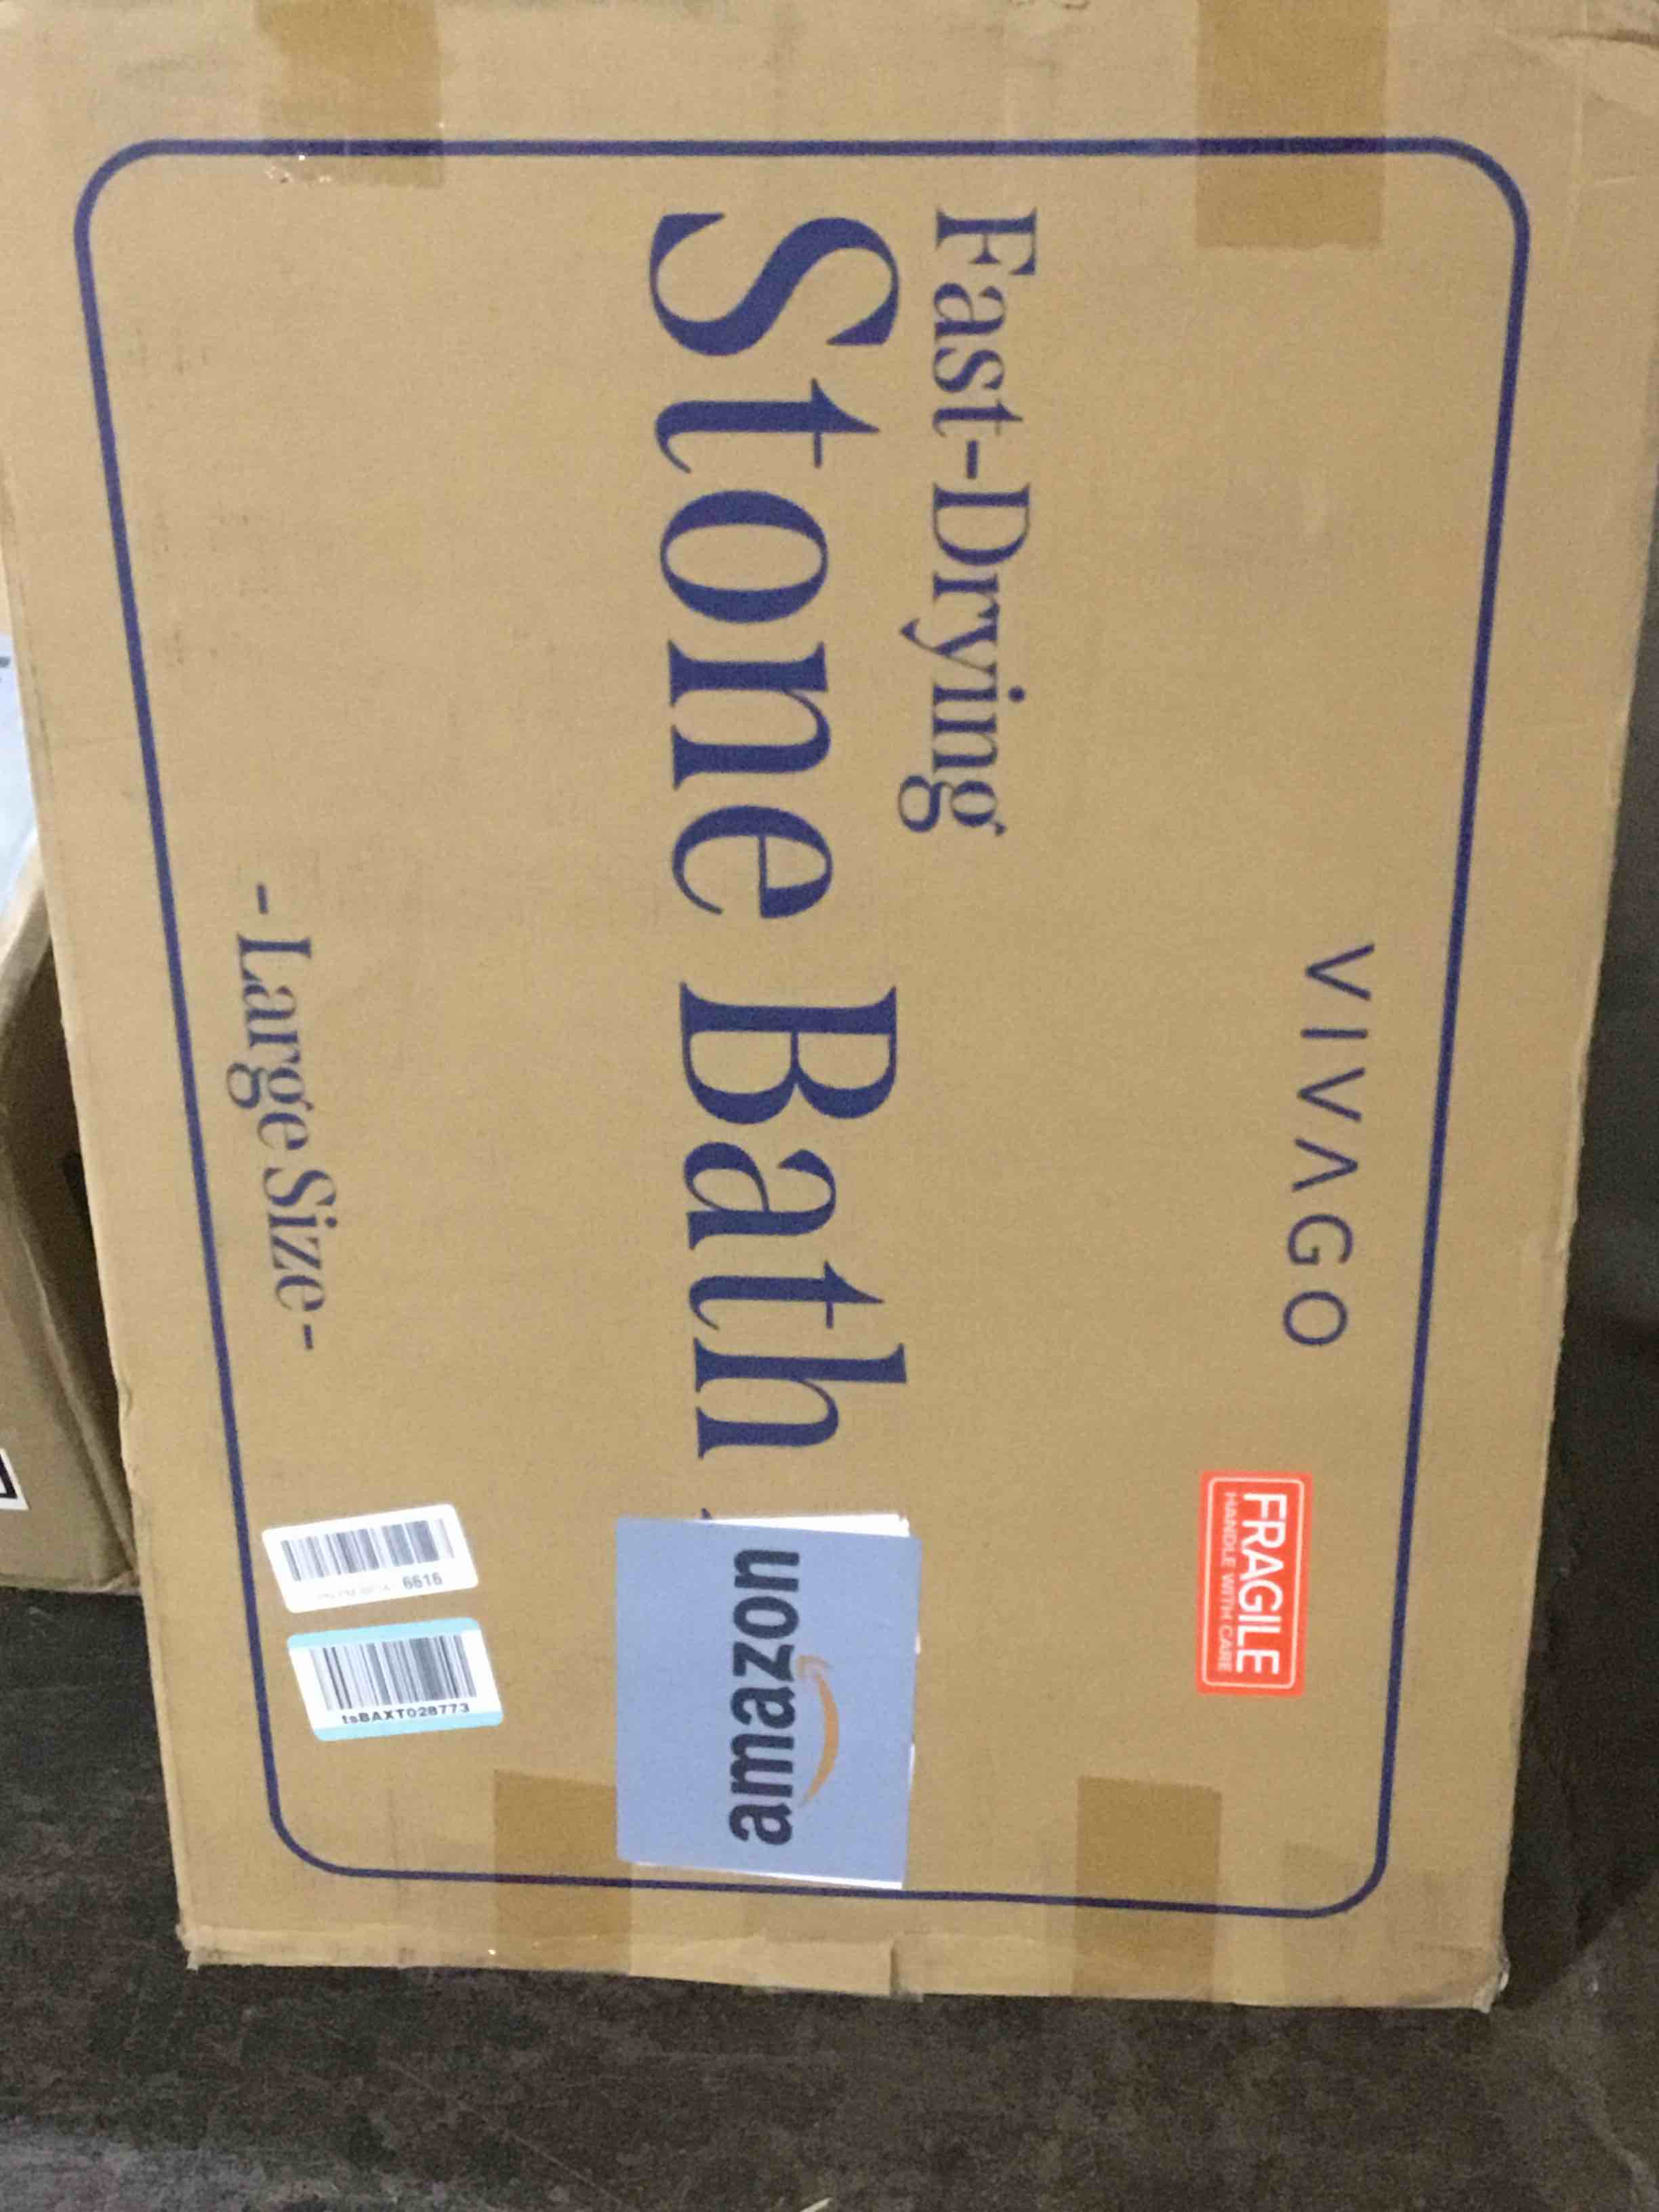 VIVAGO
FRAGILE
HANDLE WITH CARE
Fast-Drying
Stone Bath
amazon
- Large Size -
6616
tsBAXT028773